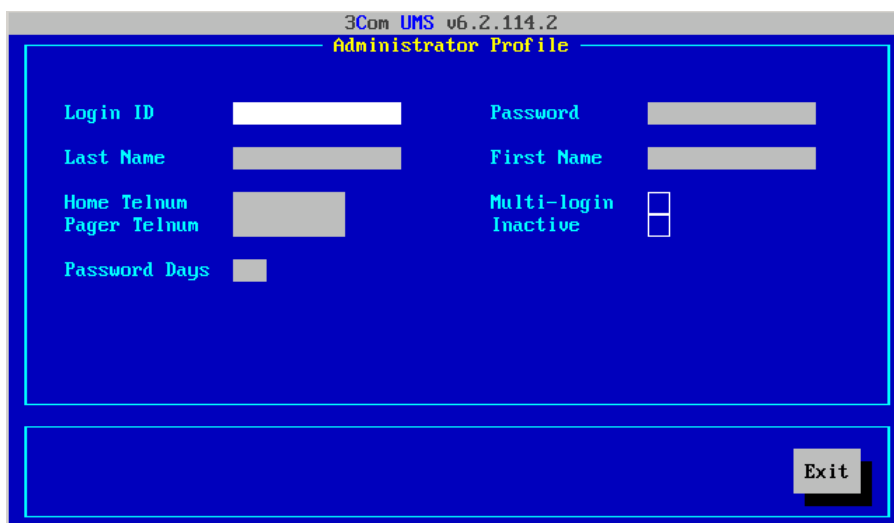 3Com UMS v6.2.114.2
Administrator Profile
Login ID Password
Last Name First Name
Home Telnum Multi-login
Pager Telnum Inactive
Password Days
Exit